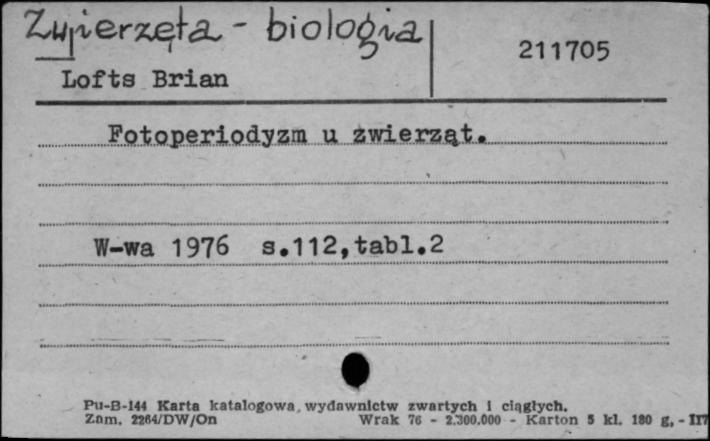 Zwierzęta - biologia
211705
Lofts Brian
Fotoperiodyzm u zwierząt.
W-wa 1976 s.112,tabl.2
Pu-B-144 Karta katalogowa, wydawnictw zwartych i ciągłych.
Zam. 2264/DW/On Wrak 76 - 2.300.000 - Karton 5 kl. 180 g, - III7